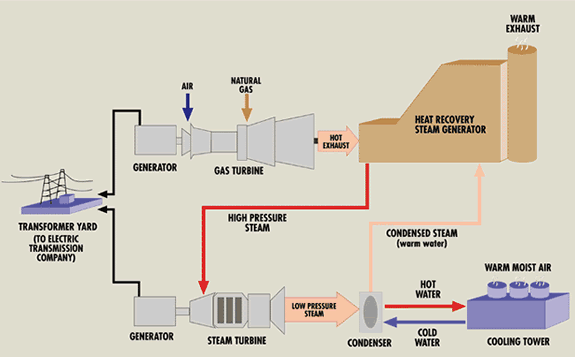 WARM
EXHAUST
AIR
NATURAL
GAS
HEAT RECOVERY
STEAM GENERATOR
HOT
EXHAUST
GENERATOR
GAS TURBINE
HIGH PRESSURE
STEAM
TRANSFORMER YARD
(TO ELECTRIC
TRANSMISSION
COMPANY)
CONDENSED STEAM
(warm water)
WARM MOIST AIR
LOW PRESSURE
STEAM
HOT
WATER
GENERATOR
STEAM TURBINE
CONDENSER
COLD
WATER
COOLING TOWER